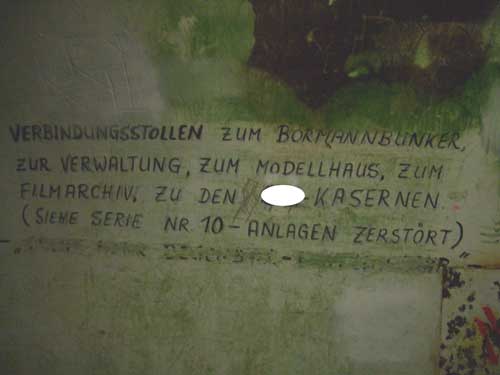 VERBINDUNGSSTOLLEN ZUM BORMANNBUNKER,
ZUR VERWALTUNG, ZUM MODELLHAUS, ZUM
FILMARCHIV, ZU DEN -KASERNEN.
(SIEHE SERIE NR. 10-ANLAGEN ZERSTÖRT)